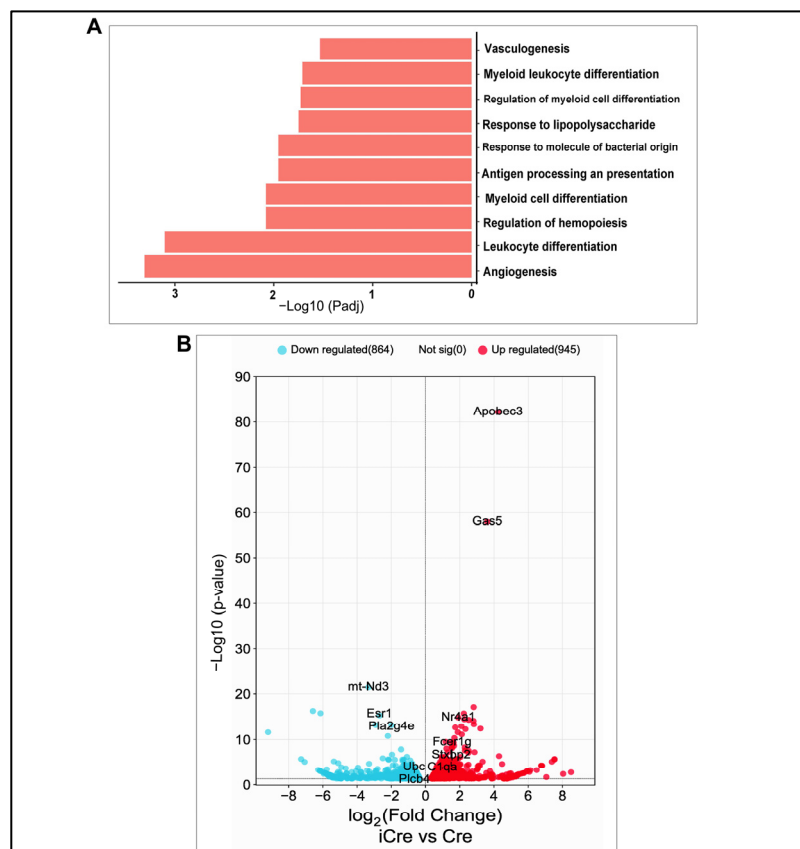 A
Vasculogenesis
Myeloid leukocyte differentiation
Regulation of myeloid cell differentiation
Response to lipopolysaccharide
Response to molecule of bacterial origin
Antigen processing an presentation
Myeloid cell differentiation
Regulation of hemopoiesis
Leukocyte differentiation
Angiogenesis
3 2 1 0
−Log10 (Padj)
B
Down regulated(864) Not sig(0) Up regulated(945)
90
80
70
60
50
40
30
20
10
0
−Log10 (p-value)
Apobec3
Gas5
mt-Nd3
Esr1
Nr4a1
Pla2g4e
Fcer1g
Stxbp2
Ubc C1qa
Plcb4
−8 −6 −4 −2 0 2 4 6 8
log2(Fold Change)
iCre vs Cre